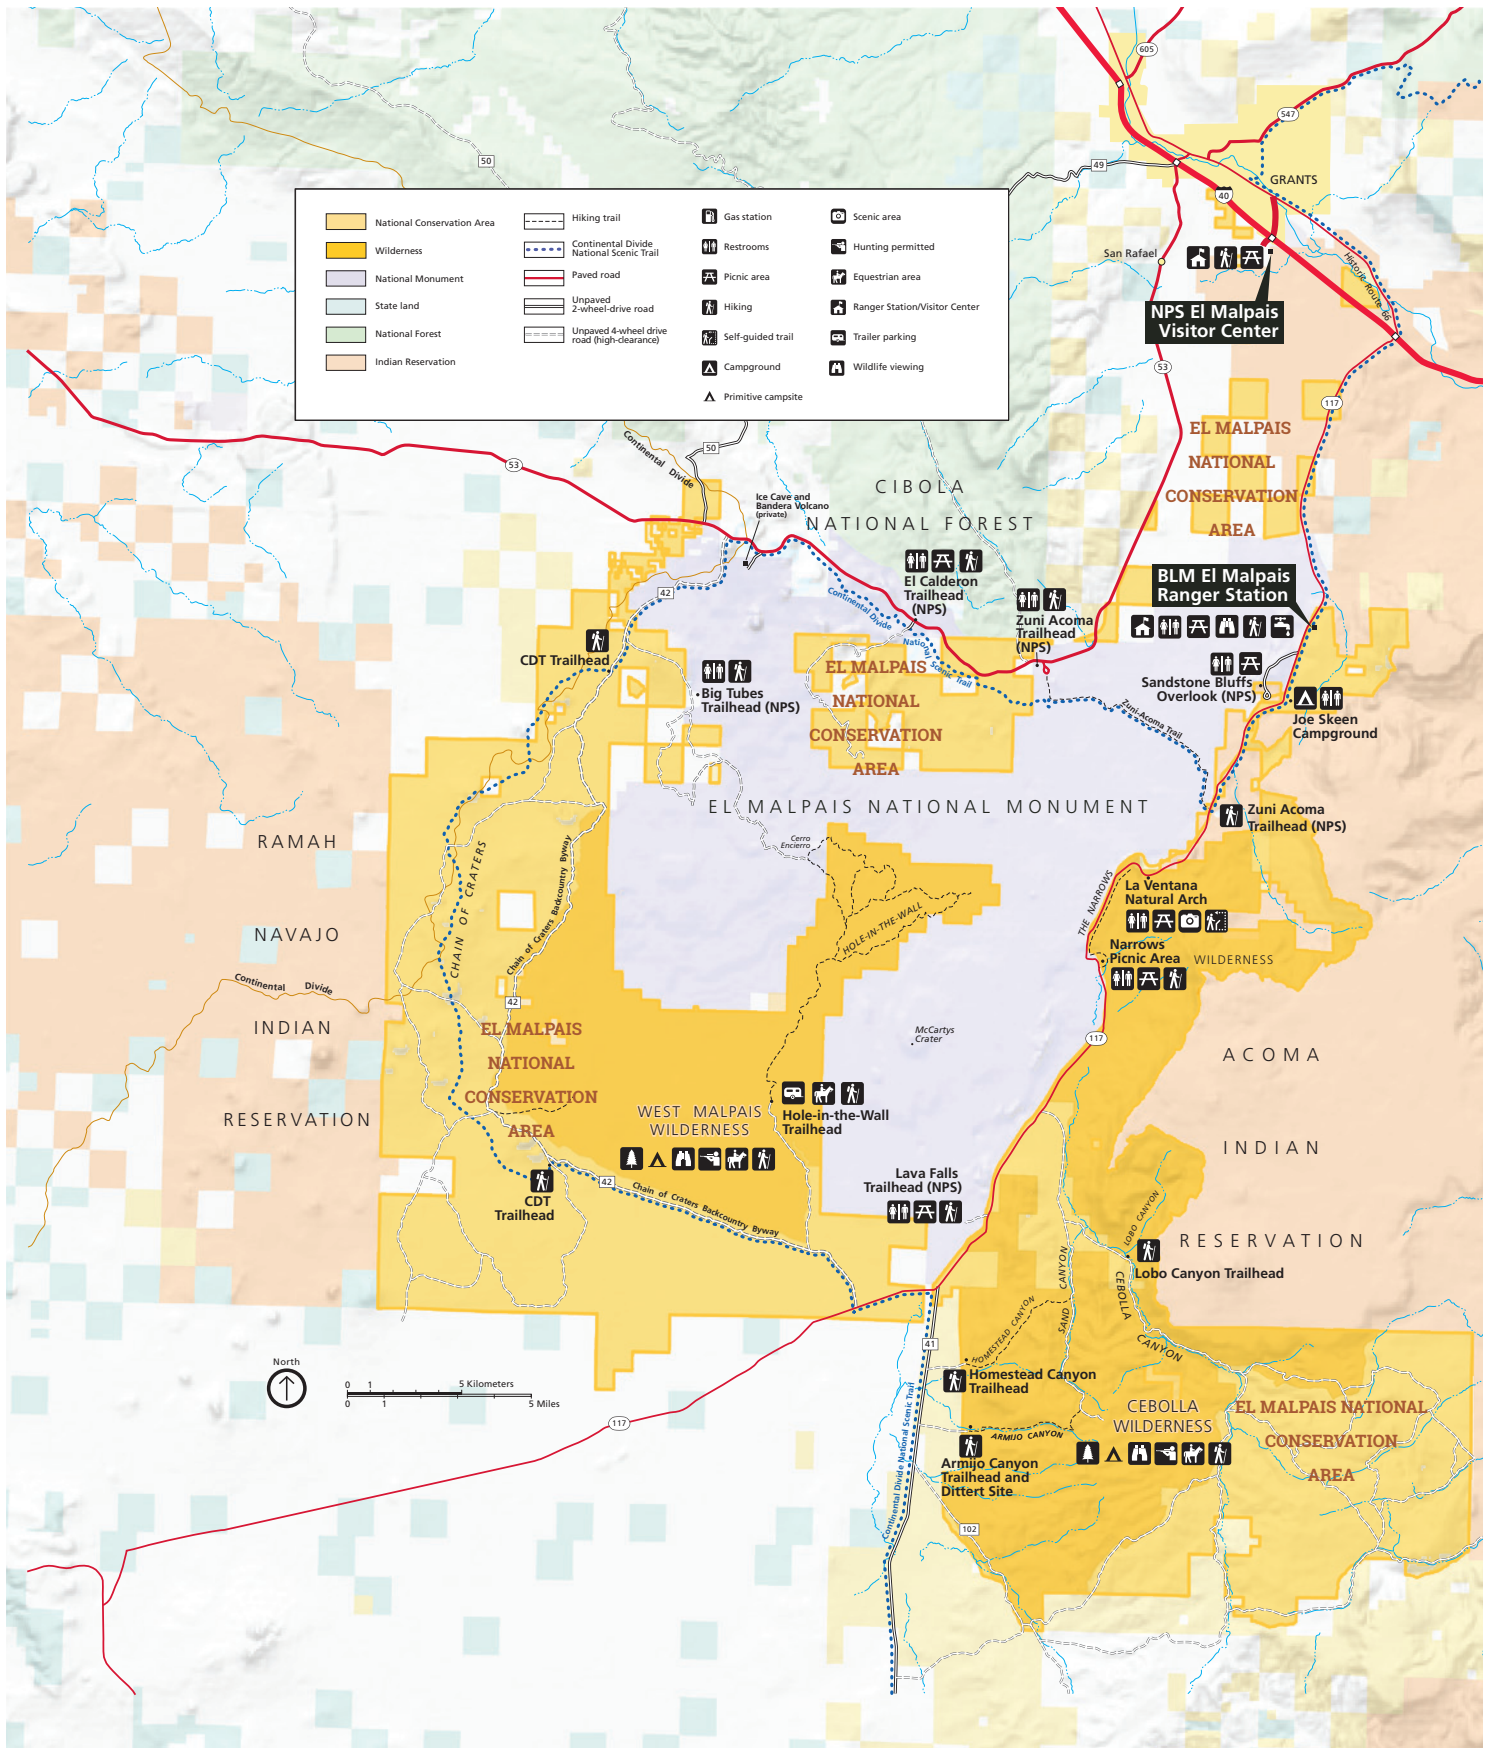 605
547
50
49
GRANTS
40
San Rafael
Historic Route 66
NPS El Malpais
Visitor Center
53
117
National Conservation Area
Wilderness
National Monument
State land
National Forest
Indian Reservation
Hiking trail
Continental Divide
National Scenic Trail
Paved road
Unpaved
2-wheel-drive road
Unpaved 4-wheel drive
road (high-clearance)
Gas station
Restrooms
Picnic area
Hiking
Self-guided trail
Campground
Primitive campsite
Scenic area
Hunting permitted
Equestrian area
Ranger Station/Visitor Center
Trailer parking
Wildlife viewing
EL MALPAIS
NATIONAL
CONSERVATION
AREA
53
Continental Divide
50
Ice Cave and
Bandera Volcano
(private)
CIBOLA
NATIONAL FOREST
El Calderon
Trailhead
(NPS)
Zuni Acoma
Trailhead
(NPS)
BLM El Malpais
Ranger Station
42
Continental Divide
National Scenic Trail
CDT Trailhead
Big Tubes
Trailhead (NPS)
EL MALPAIS
NATIONAL
CONSERVATION
AREA
Sandstone Bluffs
Overlook (NPS)
Joe Skeen
Campground
Zuni-Acoma Trail
EL MALPAIS NATIONAL MONUMENT
Zuni Acoma
Trailhead (NPS)
Cerro
Encierro
RAMAH
NAVAJO
INDIAN
RESERVATION
Continental Divide
CHAIN OF CRATERS
Chain of Craters Backcountry Byway
42
HOLE-IN-THE-WALL
THE NARROWS
La Ventana
Natural Arch
Narrows
Picnic Area
WILDERNESS
EL MALPAIS
NATIONAL
CONSERVATION
AREA
McCartys
Crater
117
ACOMA
INDIAN
RESERVATION
WEST MALPAIS
WILDERNESS
Hole-in-the-Wall
Trailhead
Lava Falls
Trailhead (NPS)
CDT
Trailhead
42
Chain of Craters Backcountry Byway
SAND CANYON
LOBO CANYON
Lobo Canyon Trailhead
CEBOLLA
CANYON
HOMESTEAD CANYON
41
Homestead Canyon
Trailhead
North
0 1 5 Kilometers
0 1 5 Miles
117
Continental Divide National Scenic Trail
ARMIJO CANYON
Armijo Canyon
Trailhead and
Dittert Site
CEBOLLA
WILDERNESS
EL MALPAIS NATIONAL
CONSERVATION
AREA
102